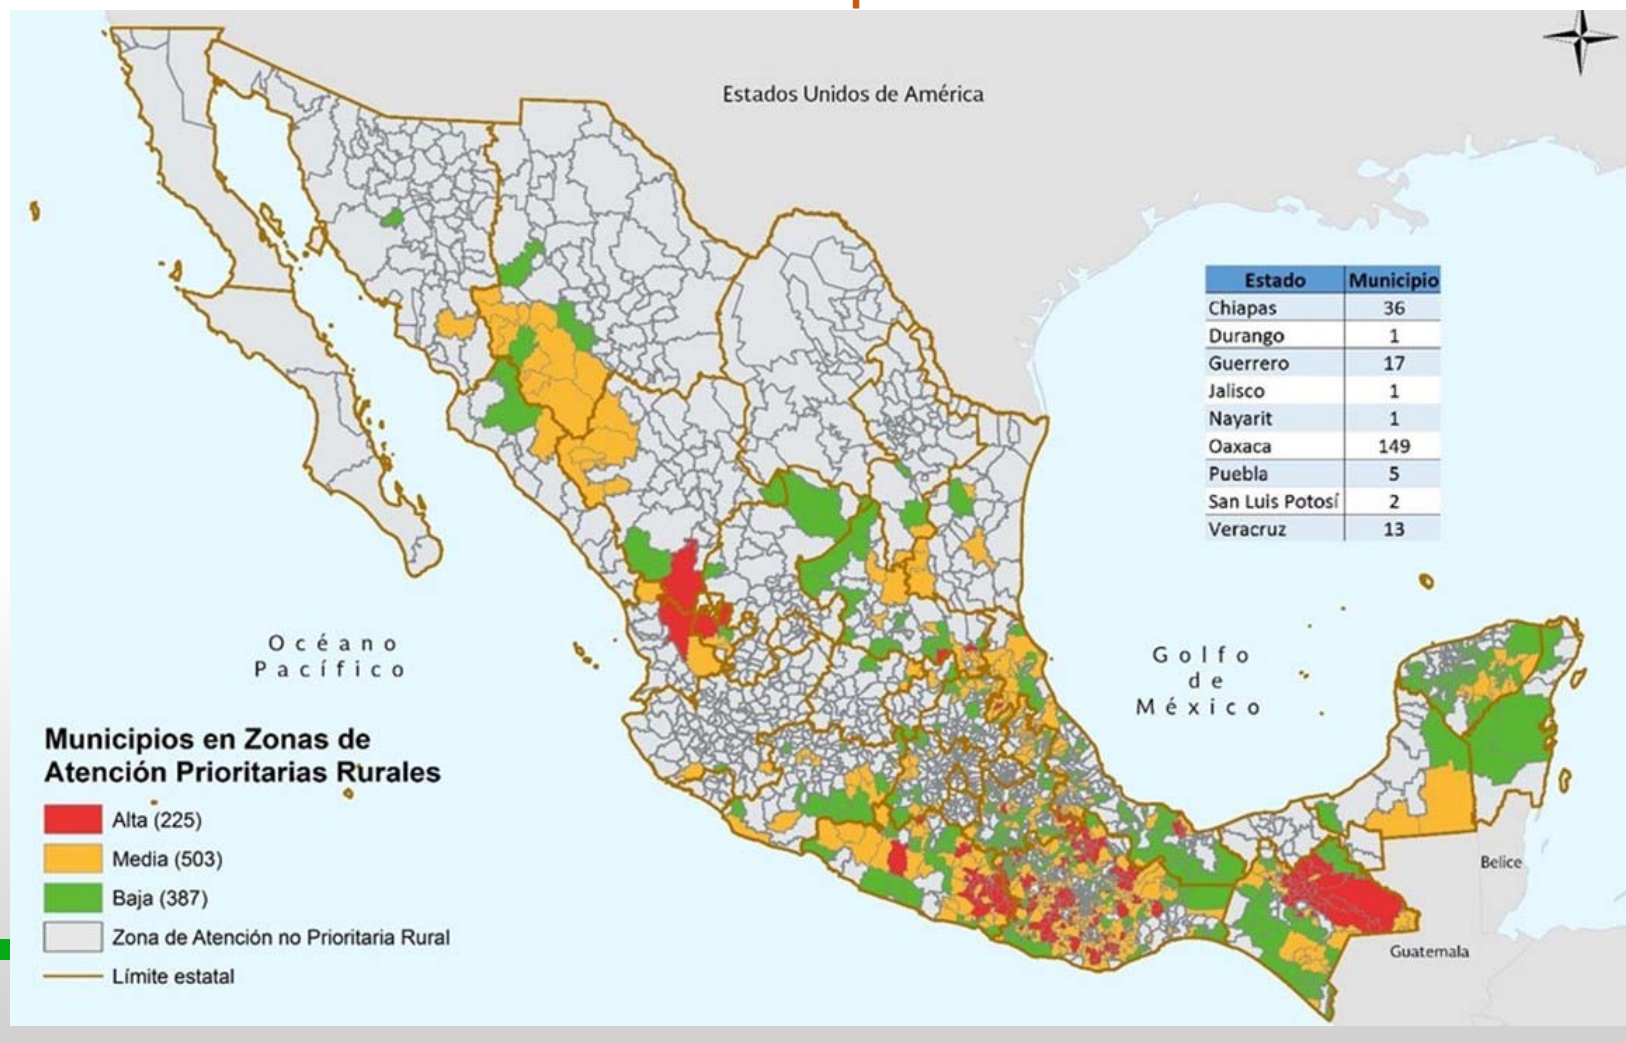 Estados Unidos de América
Estado Municipio
Chiapas 36
Durango 1
Guerrero 17
Jalisco 1
Nayarit 1
Oaxaca 149
Puebla 5
San Luis Potosí 2
Veracruz 13
Océano
Pacífico
Golfo
de
México
Municipios en Zonas de
Atención Prioritarias Rurales
Alta (225)
Media (503)
Baja (387)
Zona de Atención no Prioritaria Rural
Límite estatal
Belice
Guatemala